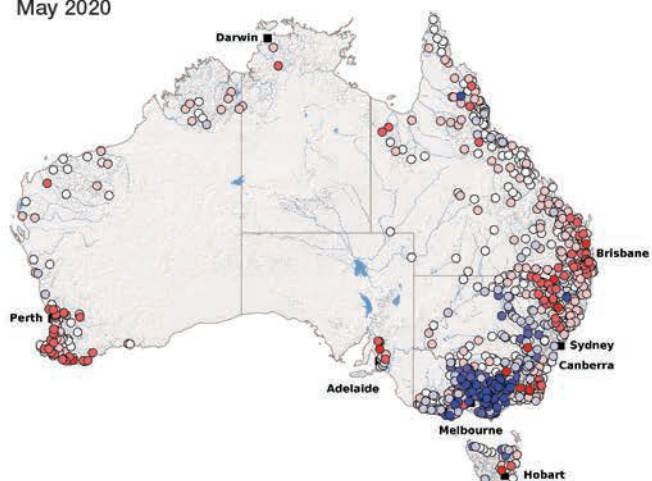 May 2020
Darwin
Brisbane
Perth
Sydney
Canberra
Adelaide
Melbourne
Hobart